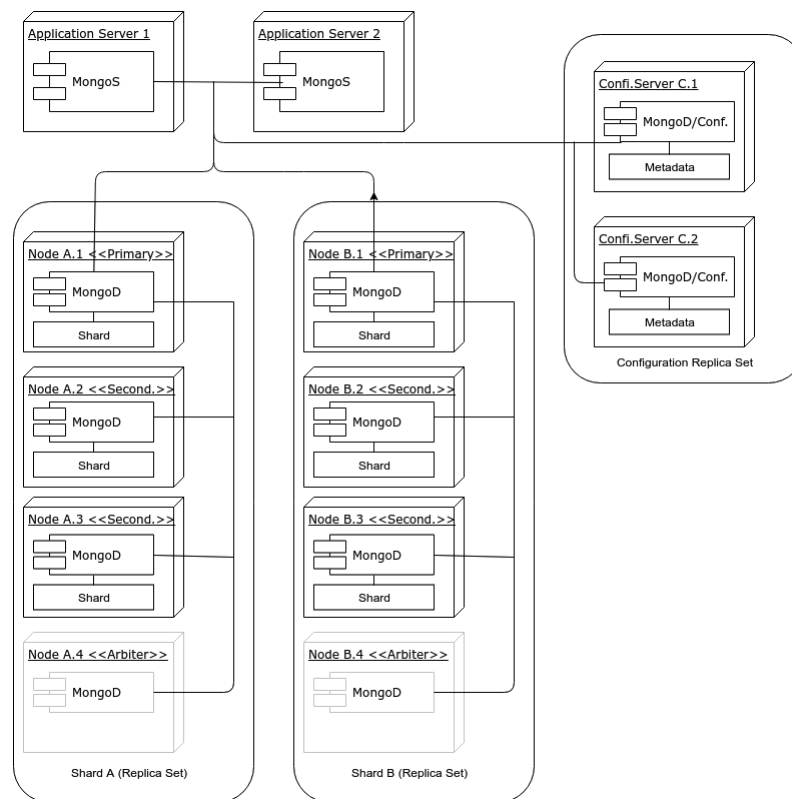 Application Server 1
MongoS
Application Server 2
MongoS
Confi.Server C.1
MongoD/Conf.
Metadata
Confi.Server C.2
MongoD/Conf.
Metadata
Configuration Replica Set
Node A.1 <<Primary>>
MongoD
Shard
Node A.2 <<Second.>>
MongoD
Shard
Node A.3 <<Second.>>
MongoD
Shard
Node A.4 <<Arbiter>>
MongoD
Shard A (Replica Set)
Node B.1 <<Primary>>
MongoD
Shard
Node B.2 <<Second.>>
MongoD
Shard
Node B.3 <<Second.>>
MongoD
Shard
Node B.4 <<Arbiter>>
MongoD
Shard B (Replica Set)